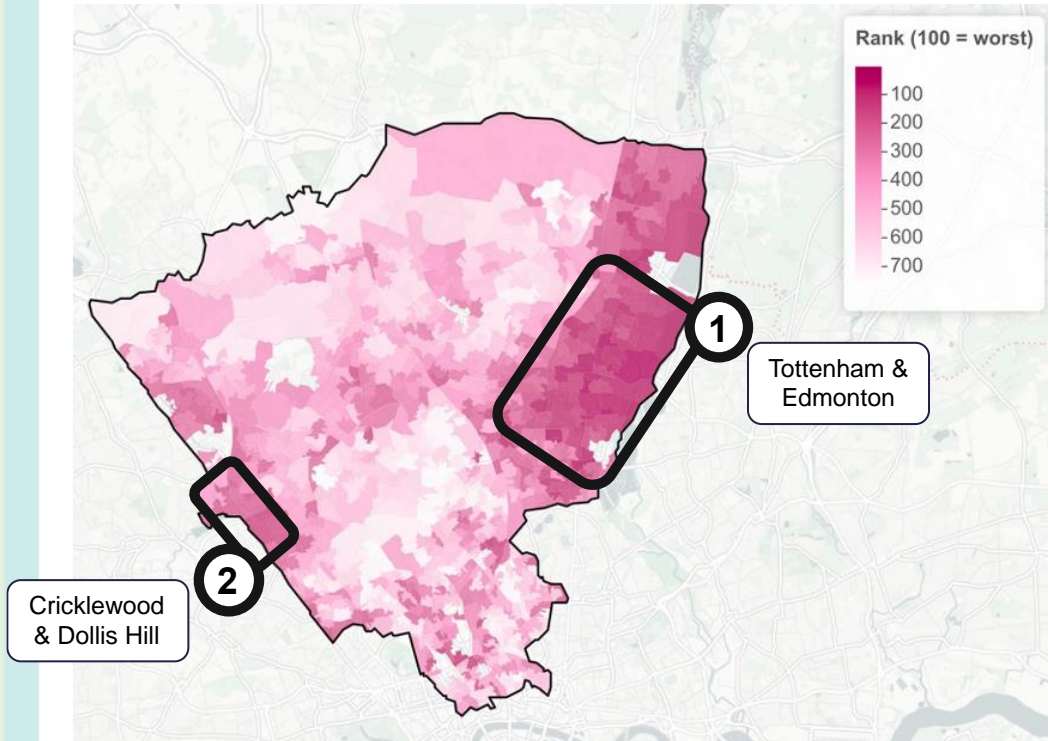 Rank (100 = worst)
100
200
300
400
500
600
700
1
Tottenham &
Edmonton
2
Cricklewood
& Dollis Hill